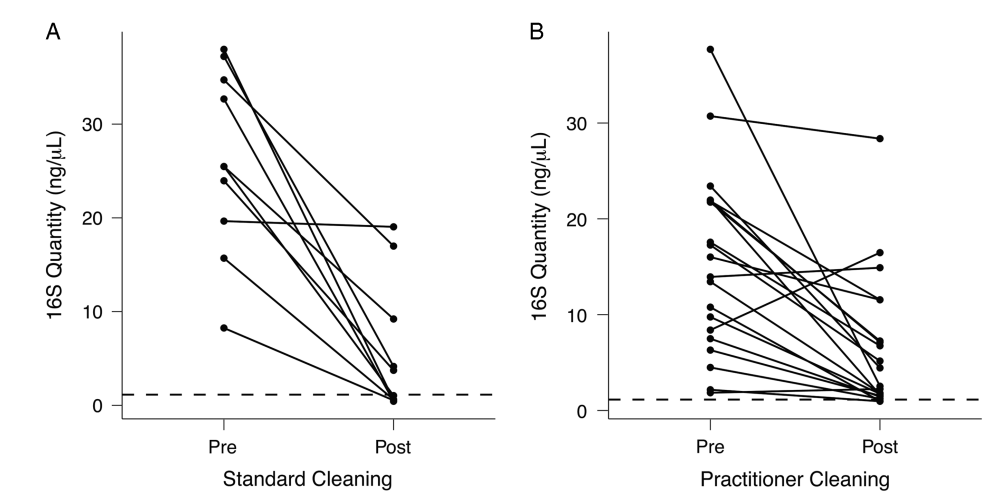 A
16S Quantity (ng/µL)
30
20
10
0
Pre Post
Standard Cleaning
B
16S Quantity (ng/µL)
30
20
10
0
Pre Post
Practitioner Cleaning